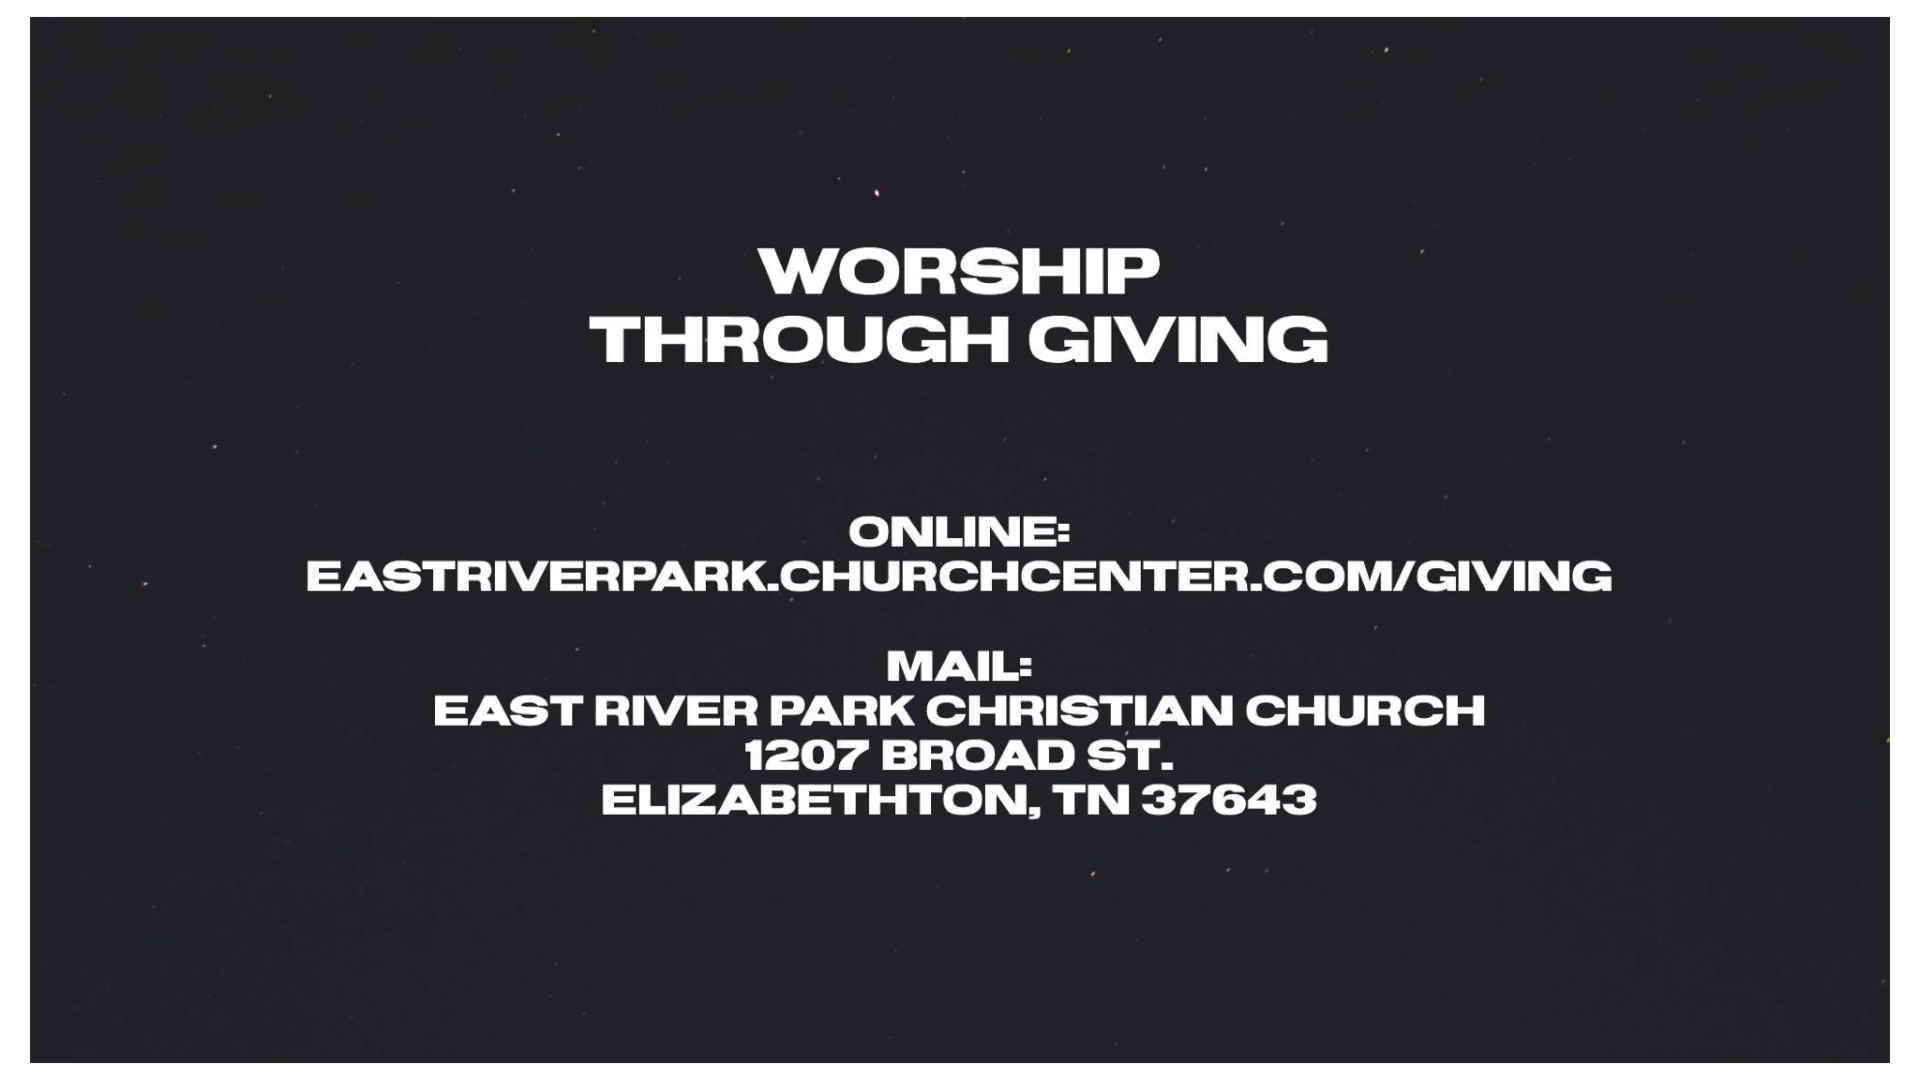 WORSHIP
THROUGH GIVING
ONLINE:
EASTRIVERPARK.CHURCHCENTER.COM/GIVING
MAIL:
EAST RIVER PARK CHRISTIAN CHURCH
1207 BROAD ST.
ELIZABETHTON, TN 37643